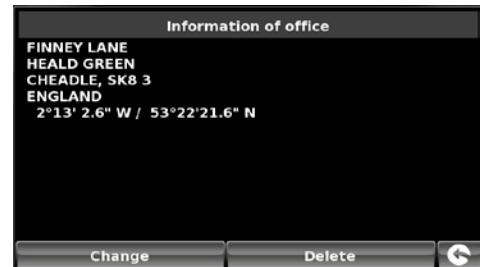 Information of office
FINNEY LANE
HEALD GREEN
CHEADLE, SK8 3
ENGLAND
2°13' 2.6" W / 53°22'21.6" N
Change Delete